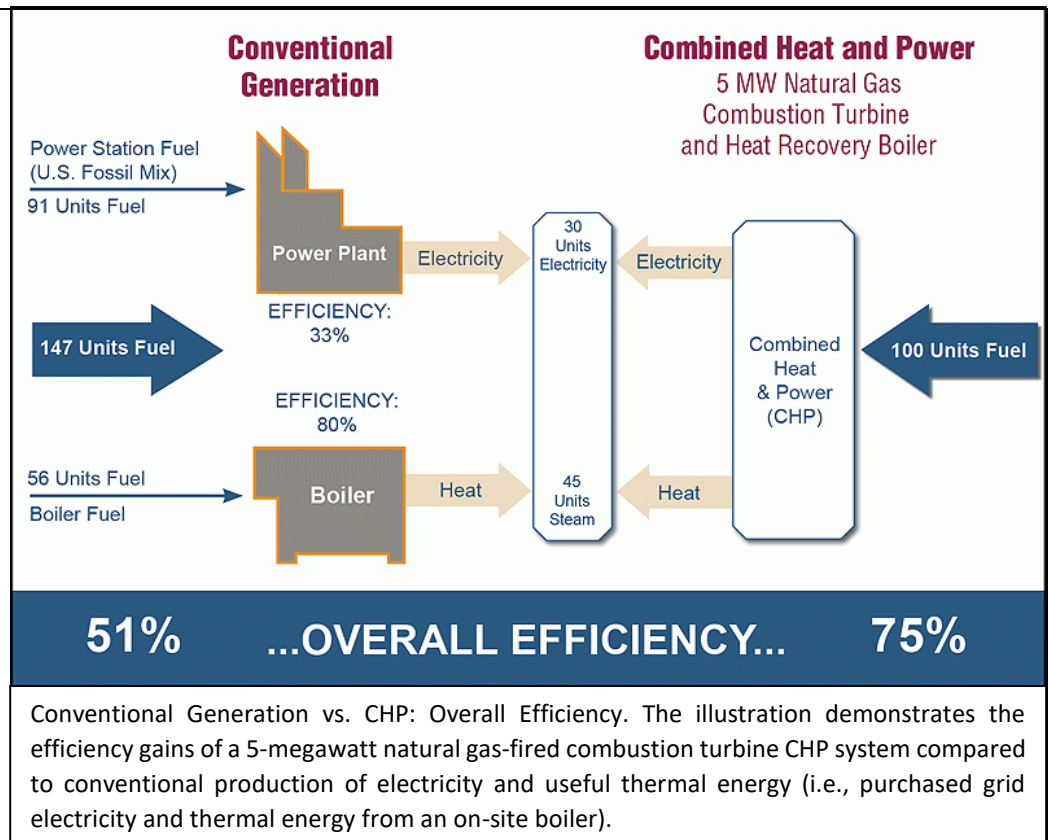 Conventional
Generation
Combined Heat and Power
5 MW Natural Gas
Combustion Turbine
and Heat Recovery Boiler
Power Station Fuel
(U.S. Fossil Mix)
91 Units Fuel
Power Plant
Electricity
30
Units
Electricity
Electricity
EFFICIENCY:
33%
147 Units Fuel
Combined
Heat
& Power
(CHP)
100 Units Fuel
EFFICIENCY:
80%
56 Units Fuel
Boiler Fuel
Boiler
Heat
45
Units
Steam
Heat
51%
...OVERALL EFFICIENCY...
75%
Conventional Generation vs. CHP: Overall Efficiency. The illustration demonstrates the
efficiency gains of a 5-megawatt natural gas-fired combustion turbine CHP system compared
to conventional production of electricity and useful thermal energy (i.e., purchased grid
electricity and thermal energy from an on-site boiler).